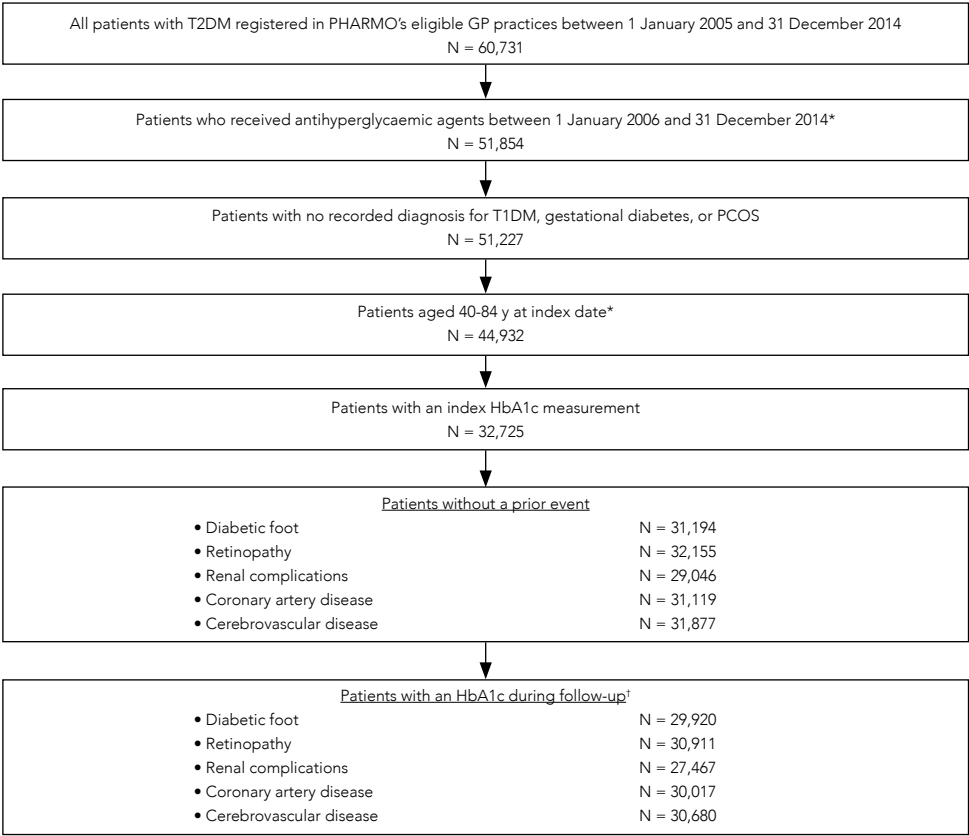 All patients with T2DM registered in PHARMO's eligible GP practices between 1 January 2005 and 31 December 2014
N = 60,731
Patients who received antihyperglycaemic agents between 1 January 2006 and 31 December 2014*
N = 51,854
Patients with no recorded diagnosis for T1DM, gestational diabetes, or PCOS
N = 51,227
Patients aged 40-84 y at index date*
N = 44,932
Patients with an index HbA1c measurement
N = 32,725
Patients without a prior event
• Diabetic foot N = 31,194
• Retinopathy N = 32,155
• Renal complications N = 29,046
• Coronary artery disease N = 31,119
• Cerebrovascular disease N = 31,877
Patients with an HbA1c during follow-up†
• Diabetic foot N = 29,920
• Retinopathy N = 30,911
• Renal complications N = 27,467
• Coronary artery disease N = 30,017
• Cerebrovascular disease N = 30,680